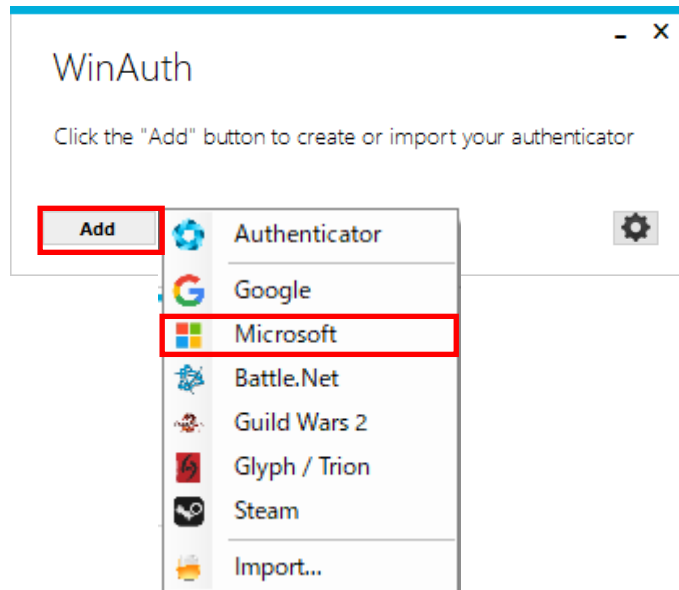 WinAuth
Click the "Add" button to create or import your authenticator
Add
Authenticator
Google
Microsoft
Battle.Net
Guild Wars 2
Glyph / Trion
Steam
Import...